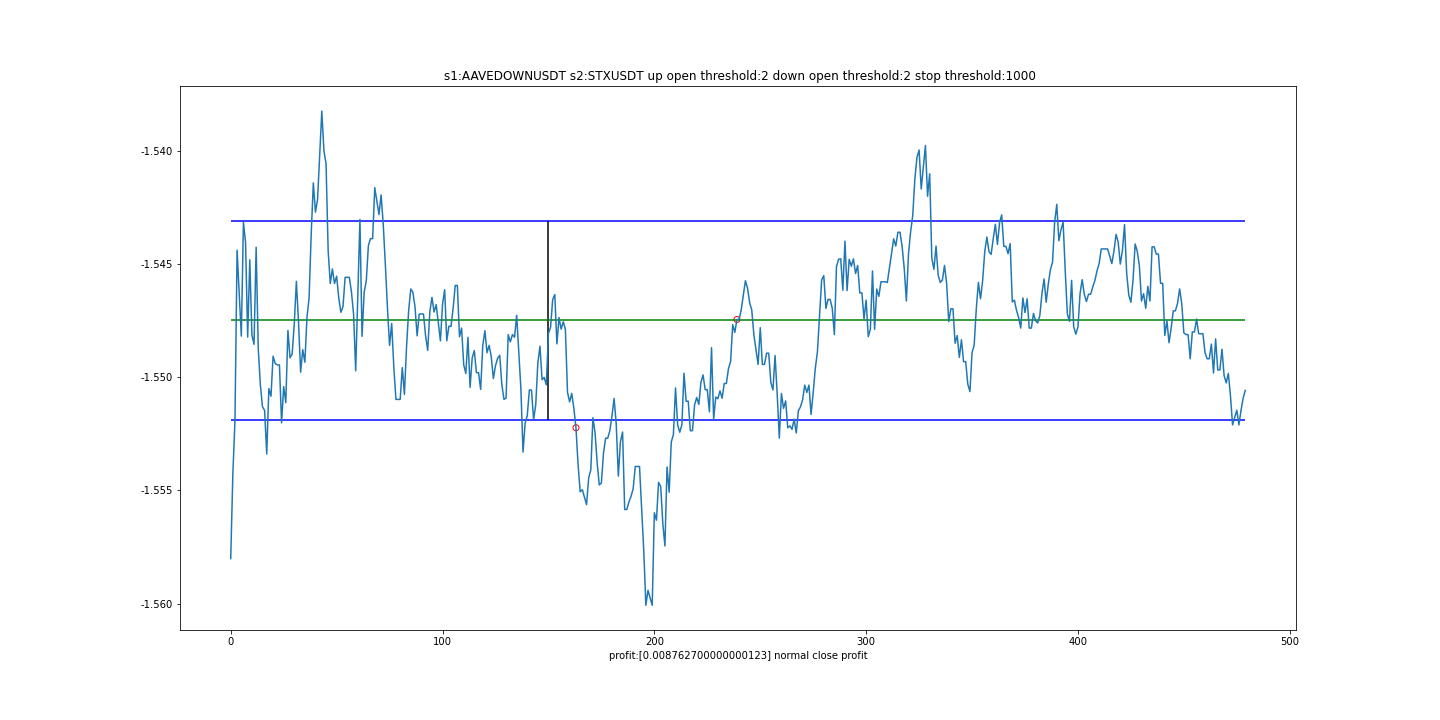 s1:AAVEDOWNUSDT s2:STXUSDT up open threshold:2 down open threshold:2 stop threshold:1000
-1.540
-1.545
-1.550
-1.555
-1.560
0 100 200 300 400 500
profit:[0.008762700000000123] normal close profit